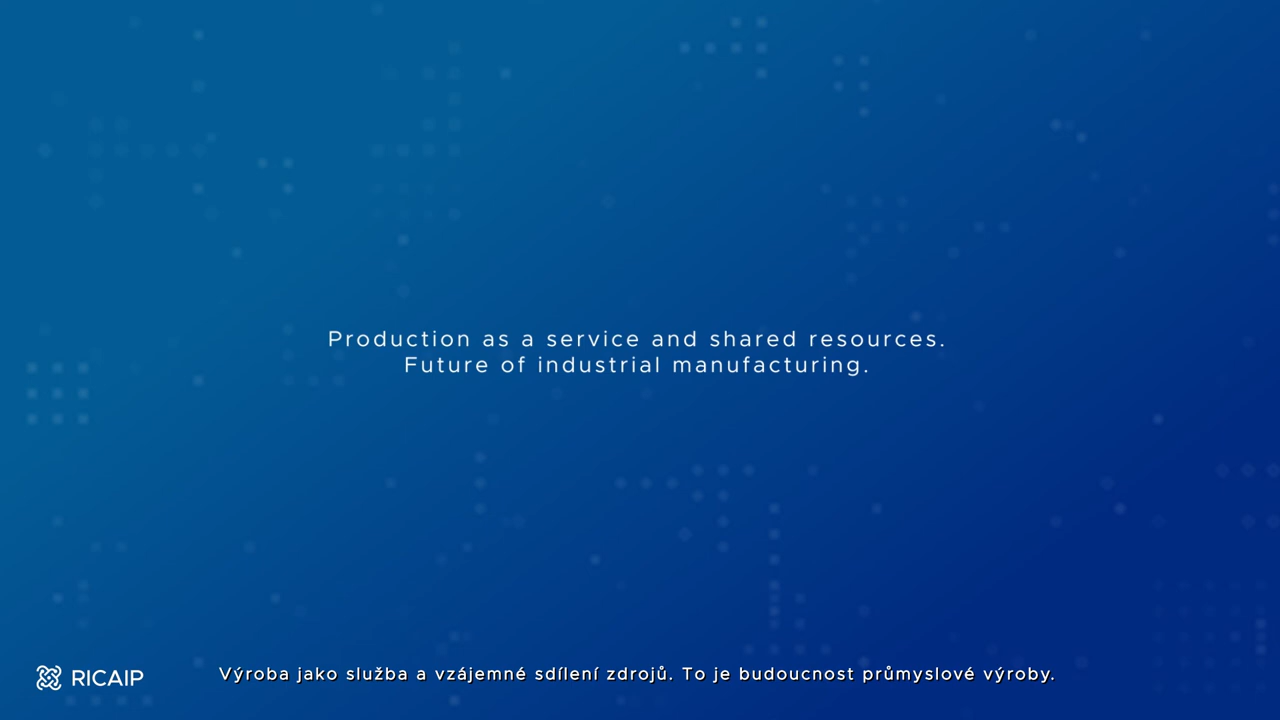 Production as a service and shared resources.
Future of industrial manufacturing.
RICAIP
Výroba jako služba a vzájemné sdílení zdrojů. To je budoucnost průmyslové výroby.